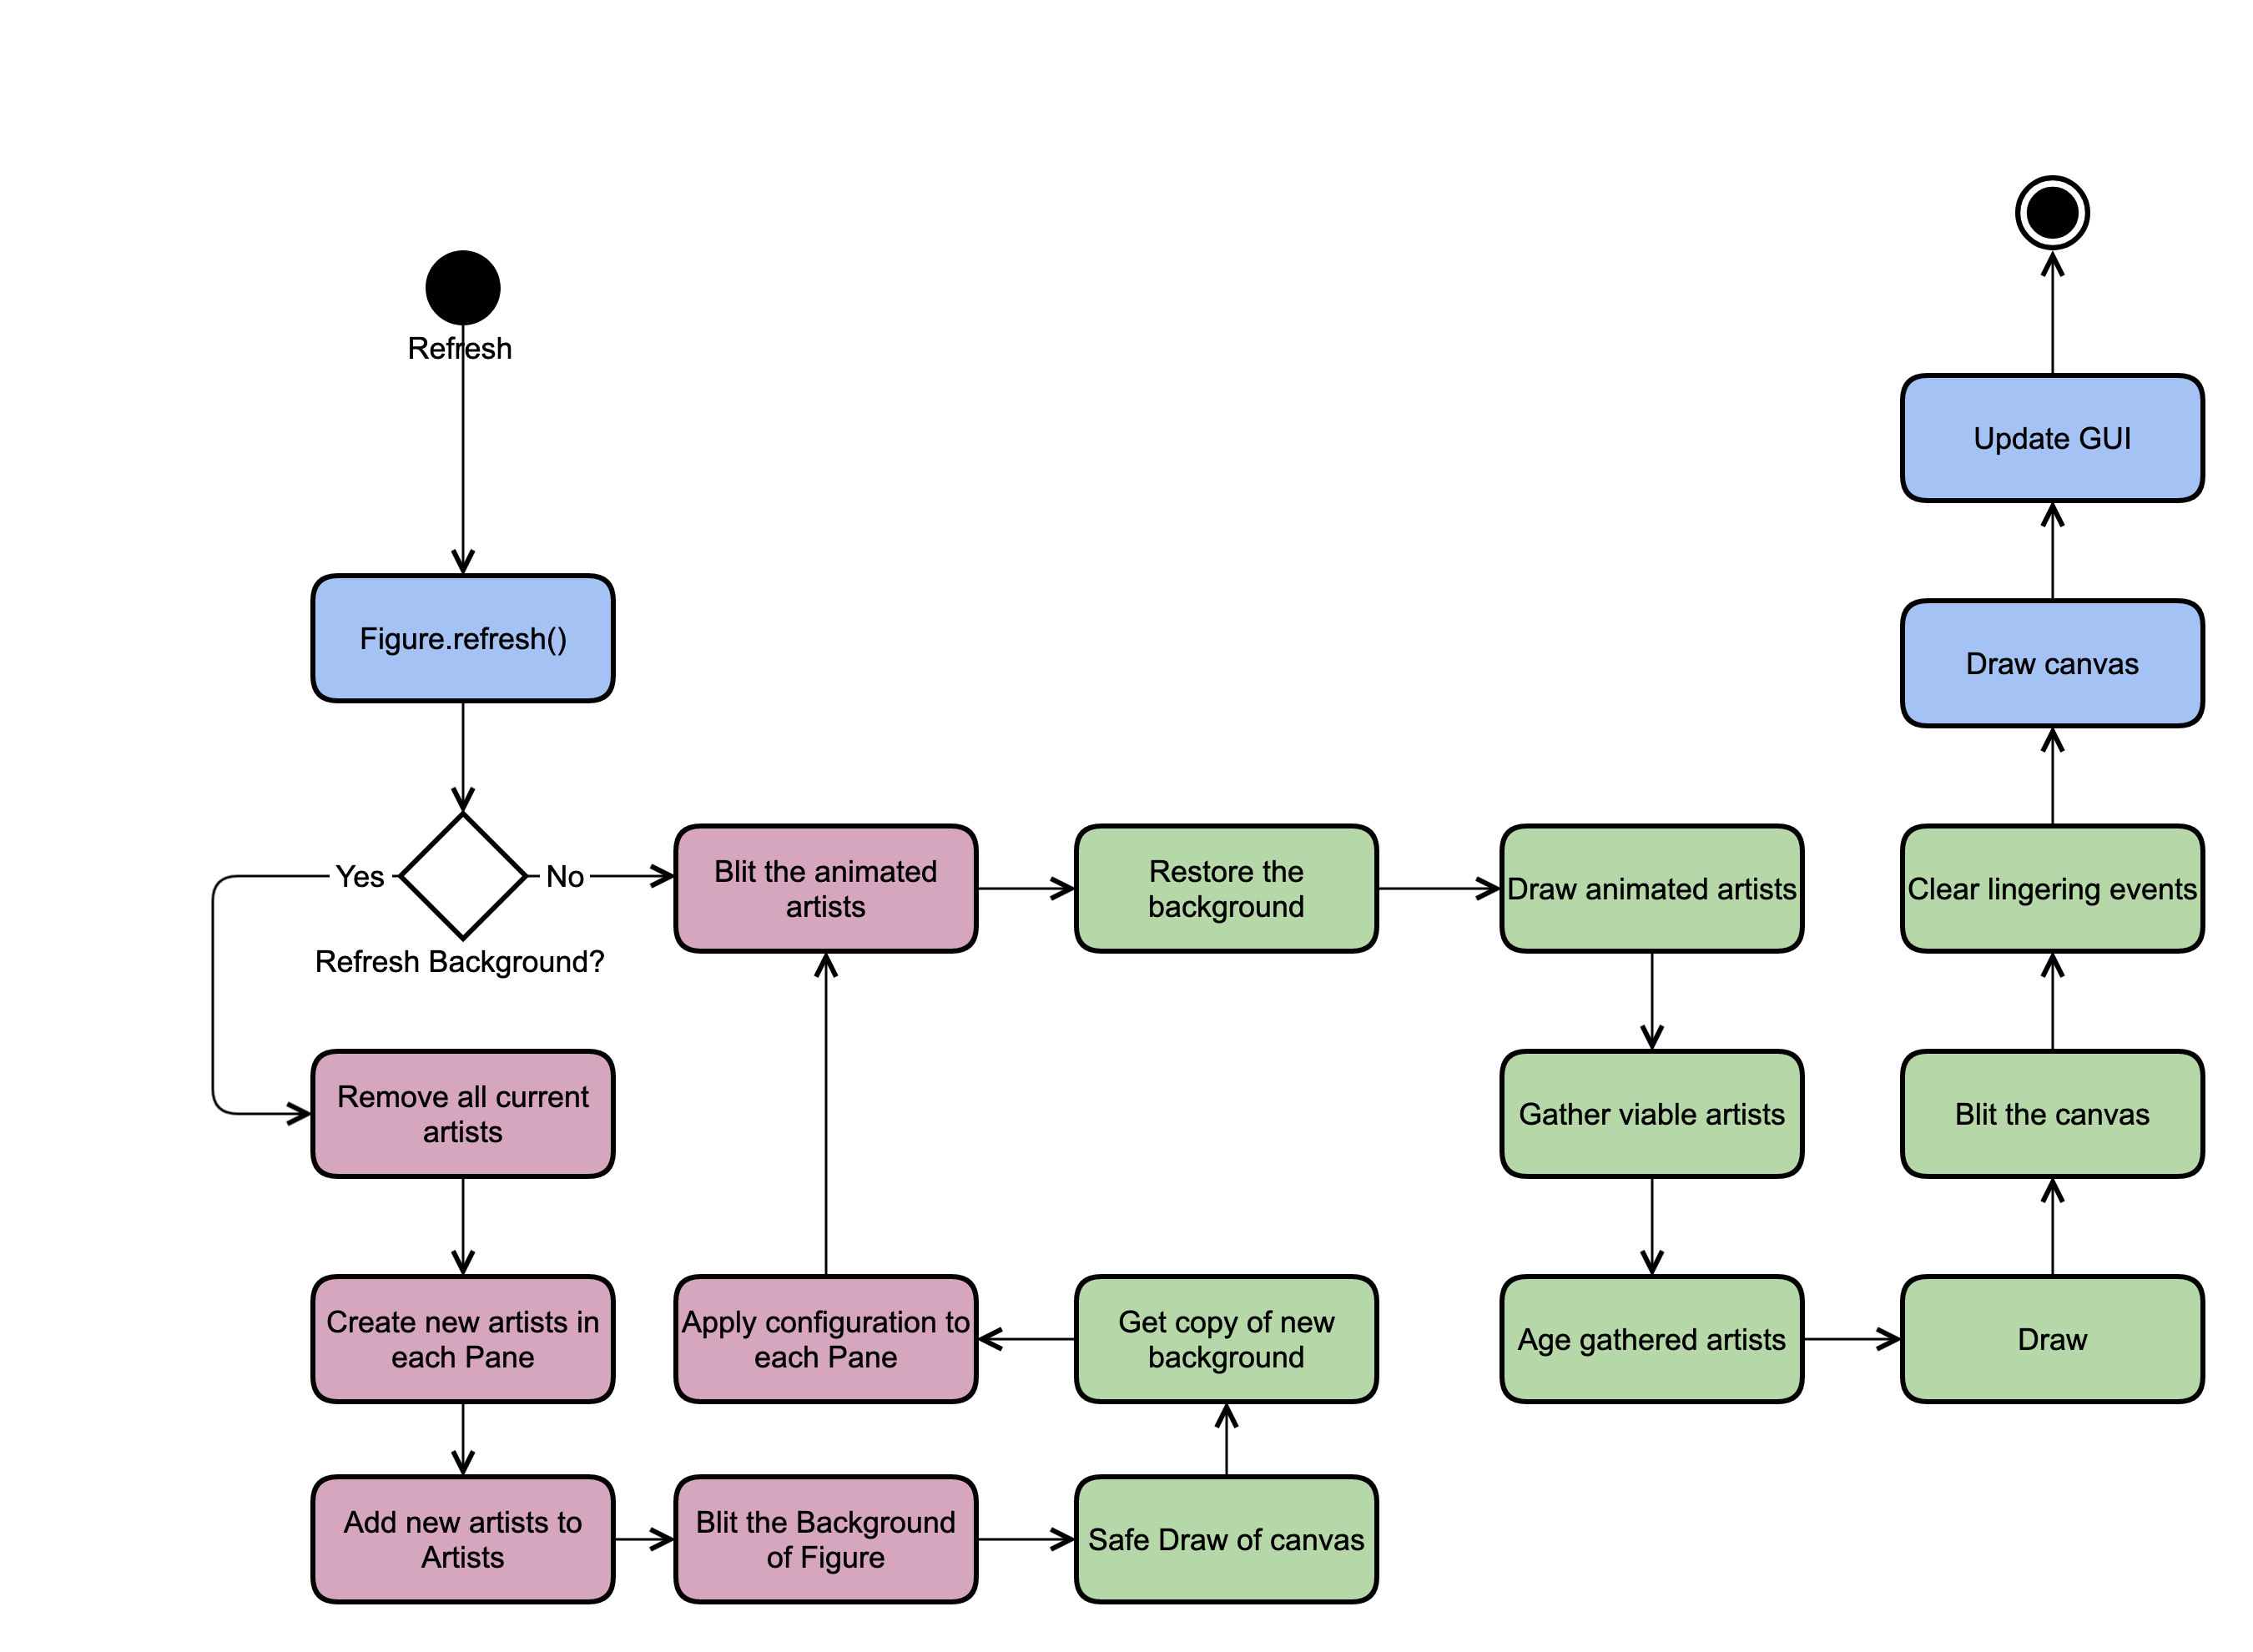 Refresh
Update GUI
Figure.refresh()
Draw canvas
Yes
No
Blit the animated
artists
Restore the
background
Draw animated artists
Clear lingering events
Refresh Background?
Remove all current
artists
Gather viable artists
Blit the canvas
Create new artists in
each Pane
Apply configuration to
each Pane
Get copy of new
background
Age gathered artists
Draw
Add new artists to
Artists
Blit the Background
of Figure
Safe Draw of canvas